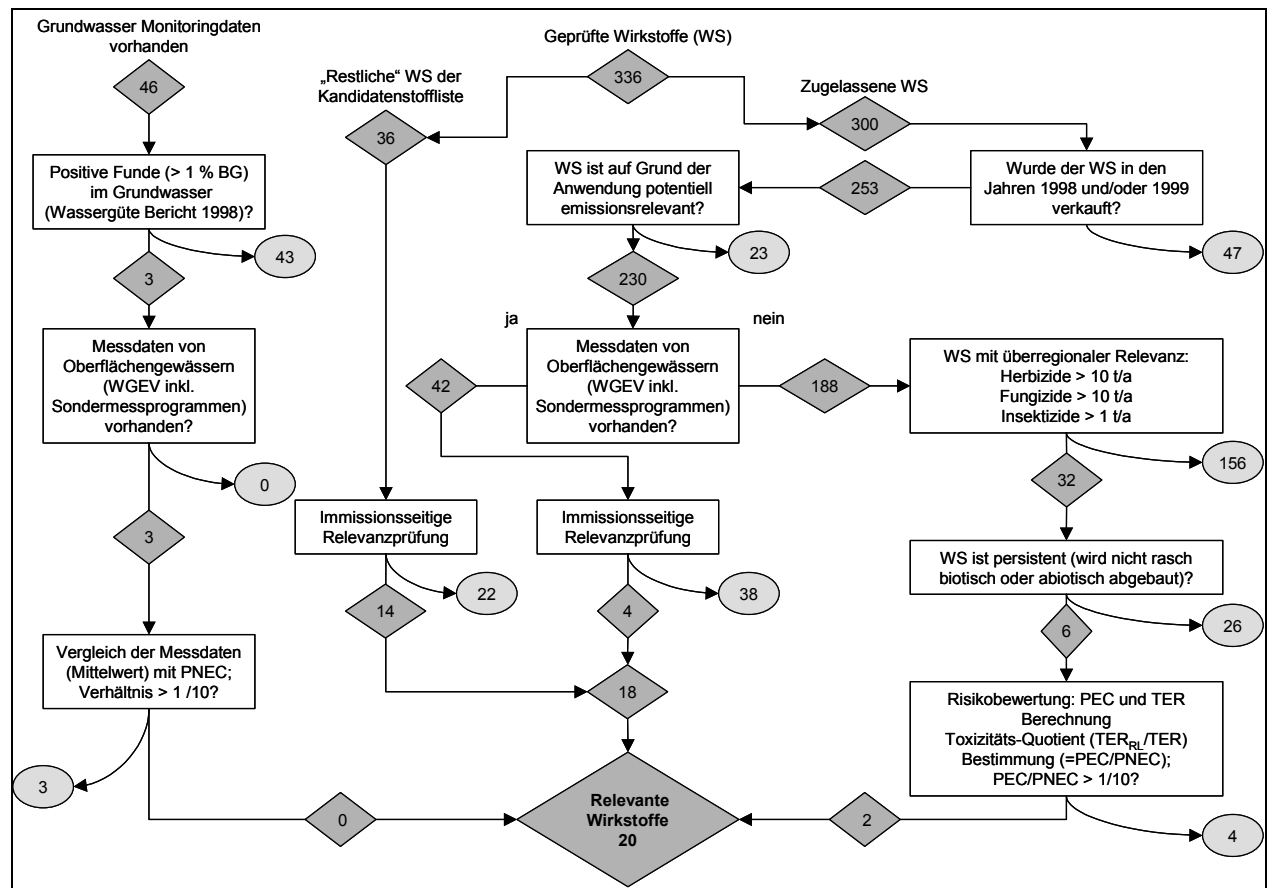 Grundwasser Monitoringdaten
vorhanden
46
Positive Funde (> 1 % BG)
im Grundwasser
(Wassergüte Bericht 1998)?
43
3
Messdaten von
Oberflächengewässern
(WGEV inkl.
Sondermessprogrammen)
vorhanden?
0
3
Vergleich der Messdaten
(Mittelwert) mit PNEC;
Verhältnis > 1 /10?
3
0
„Restliche“ WS der
Kandidatenstoffliste
36
Immissionsseitige
Relevanzprüfung
22
14
Geprüfte Wirkstoffe (WS)
336
Zugelassene WS
300
Wurde der WS in den
Jahren 1998 und/oder 1999
verkauft?
47
253
WS ist auf Grund der
Anwendung potentiell
emissionsrelevant?
23
230
ja
nein
Messdaten von
Oberflächengewässern
(WGEV inkl.
Sondermessprogrammen)
vorhanden?
42
188
Immissionsseitige
Relevanzprüfung
38
4
18
WS mit überregionaler Relevanz:
Herbizide > 10 t/a
Fungizide > 10 t/a
Insektizide > 1 t/a
156
32
WS ist persistent (wird nicht rasch
biotisch oder abiotisch abgebaut)?
26
6
Risikobewertung: PEC und TER
Berechnung
Toxizitäts-Quotient (TERRL/TER)
Bestimmung (=PEC/PNEC);
PEC/PNEC > 1/10?
4
2
Relevante
Wirkstoffe
20